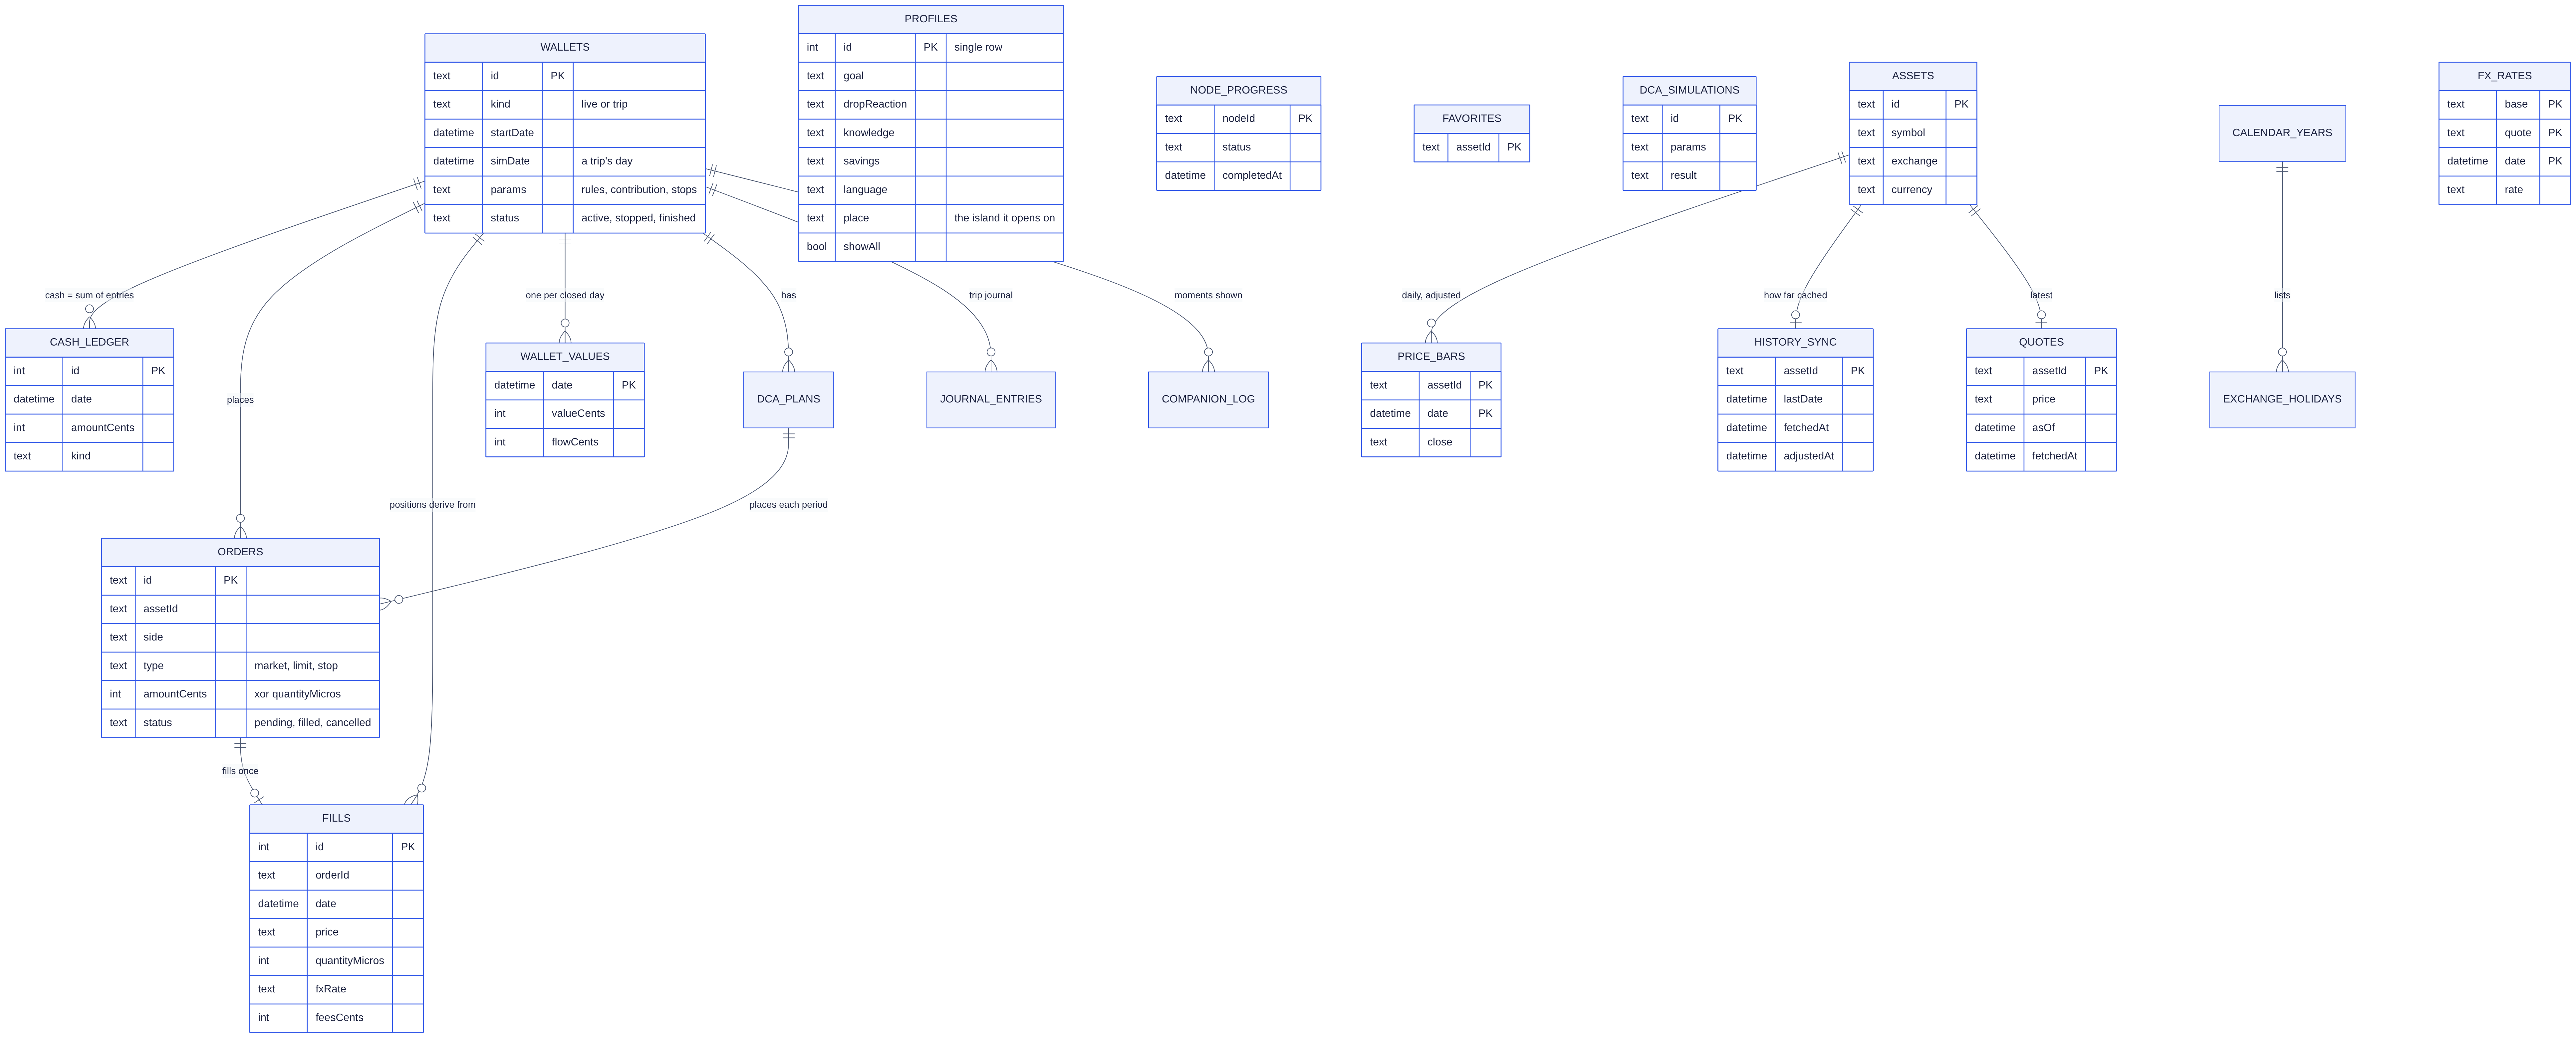 WALLETS
text id PK
text kind live or trip
datetime startDate
datetime simDate a trip's day
text params rules, contribution, stops
text status active, stopped, finished
PROFILES
int id PK single row
text goal
text dropReaction
text knowledge
text savings
text language
text place the island it opens on
bool showAll
NODE_PROGRESS
text nodeId PK
text status
datetime completedAt
FAVORITES
text assetId PK
DCA_SIMULATIONS
text id PK
text params
text result
ASSETS
text id PK
text symbol
text exchange
text currency
CALENDAR_YEARS
FX_RATES
text base PK
text quote PK
datetime date PK
text rate
cash = sum of entries
one per closed day
has
trip journal
moments shown
daily, adjusted
how far cached
latest
lists
CASH_LEDGER
int id PK
datetime date
int amountCents
text kind
places
WALLET_VALUES
datetime date PK
int valueCents
int flowCents
DCA_PLANS
JOURNAL_ENTRIES
COMPANION_LOG
PRICE_BARS
text assetId PK
datetime date PK
text close
HISTORY_SYNC
text assetId PK
datetime lastDate
datetime fetchedAt
datetime adjustedAt
QUOTES
text assetId PK
text price
datetime asOf
datetime fetchedAt
EXCHANGE_HOLIDAYS
positions derive from
places each period
ORDERS
text id PK
text assetId
text side
text type market, limit, stop
int amountCents xor quantityMicros
text status pending, filled, cancelled
fills once
FILLS
int id PK
text orderId
datetime date
text price
int quantityMicros
text fxRate
int feesCents